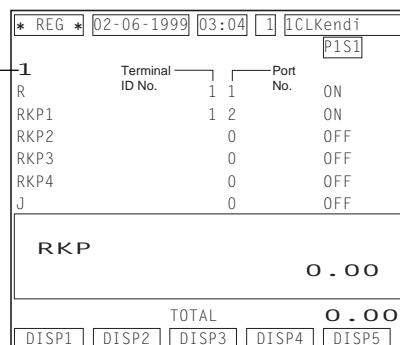 * REG * 02-06-1999 03:04 1 1CLKendi
P1S1
1
Terminal ID No. Port No.
R 1 1 ON
RKP1 1 2 ON
RKP2 0 OFF
RKP3 0 OFF
RKP4 0 OFF
J 0 OFF
RKP
0.00
TOTAL 0.00
DISP1 DISP2 DISP3 DISP4 DISP5